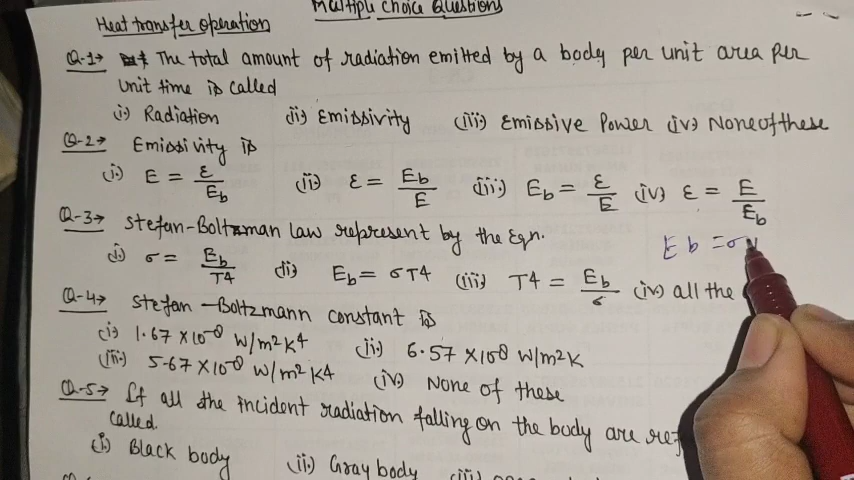 Multiple Choice Questions
Heat transfer operation
Q-1→ The total amount of radiation emitted by a body per unit area per
unit time is called
(i) Radiation (ii) Emissivity (iii) Emissive Power (iv) None of these
Q-2→ Emissivity is
(i) E = ε/Eb (ii) ε = Eb/E (iii) Eb = ε/E (iv) ε = E/Eb
Q-3→ Stefan-Boltzman law represent by the Eqn.
Eb = σ
(i) σ = Eb/T4 (ii) Eb = σT4 (iii) T4 = Eb/σ (iv) all the
Q-4→ Stefan-Boltzmann constant is
(i) 1.67 × 10-8 W/m2K4 (ii) 6.57 × 10-8 W/m2K
(iii) 5.67 × 10-8 W/m2 K4 (iv) None of these
Q-5→ If all the incident radiation falling on the body are
called.
(i) Black body (ii) Gray body (iii)